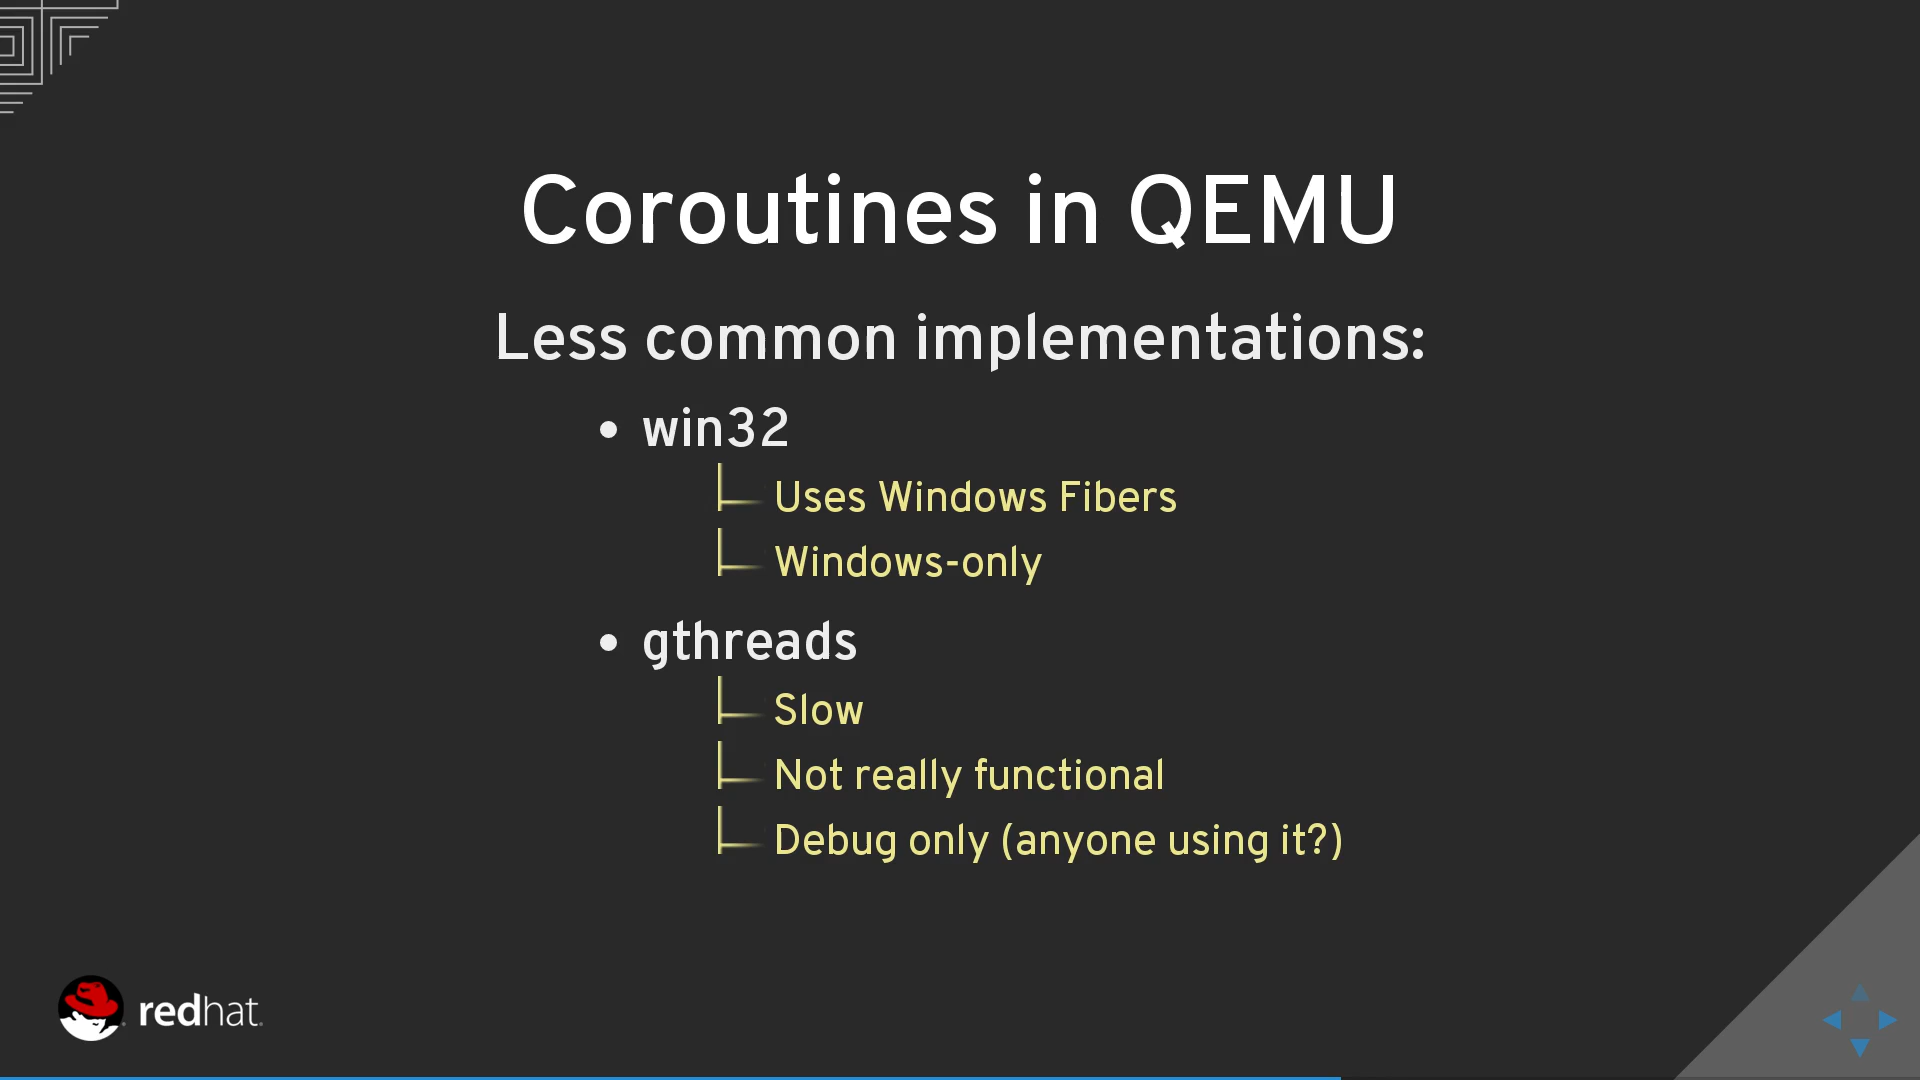 Coroutines in QEMU
Less common implementations:
• win32
Uses Windows Fibers
Windows-only
• gthreads
Slow
Not really functional
Debug only (anyone using it?)
redhat.